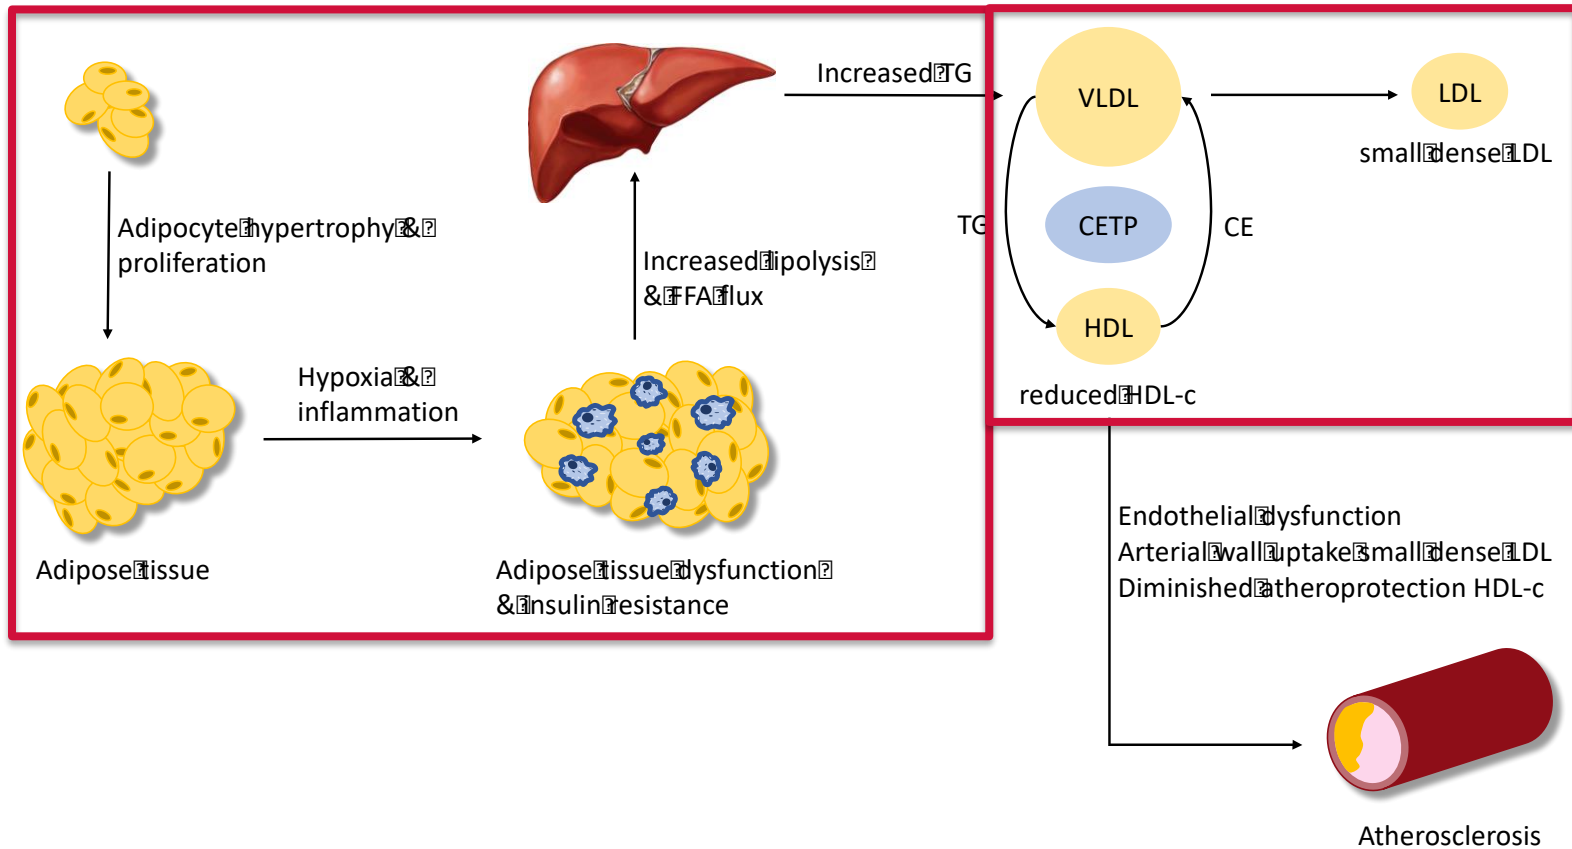 Increased TG
VLDL
LDL
small dense LDL
Adipocyte hypertrophy &
proliferation
TG
CETP
CE
Increased lipolysis
& FFA flux
HDL
reduced HDL-c
Hypoxia &
inflammation
Adipose tissue
Adipose tissue dysfunction
& insulin resistance
Endothelial dysfunction
Arterial wall uptake small dense LDL
Diminished atheroprotection HDL-c
Atherosclerosis